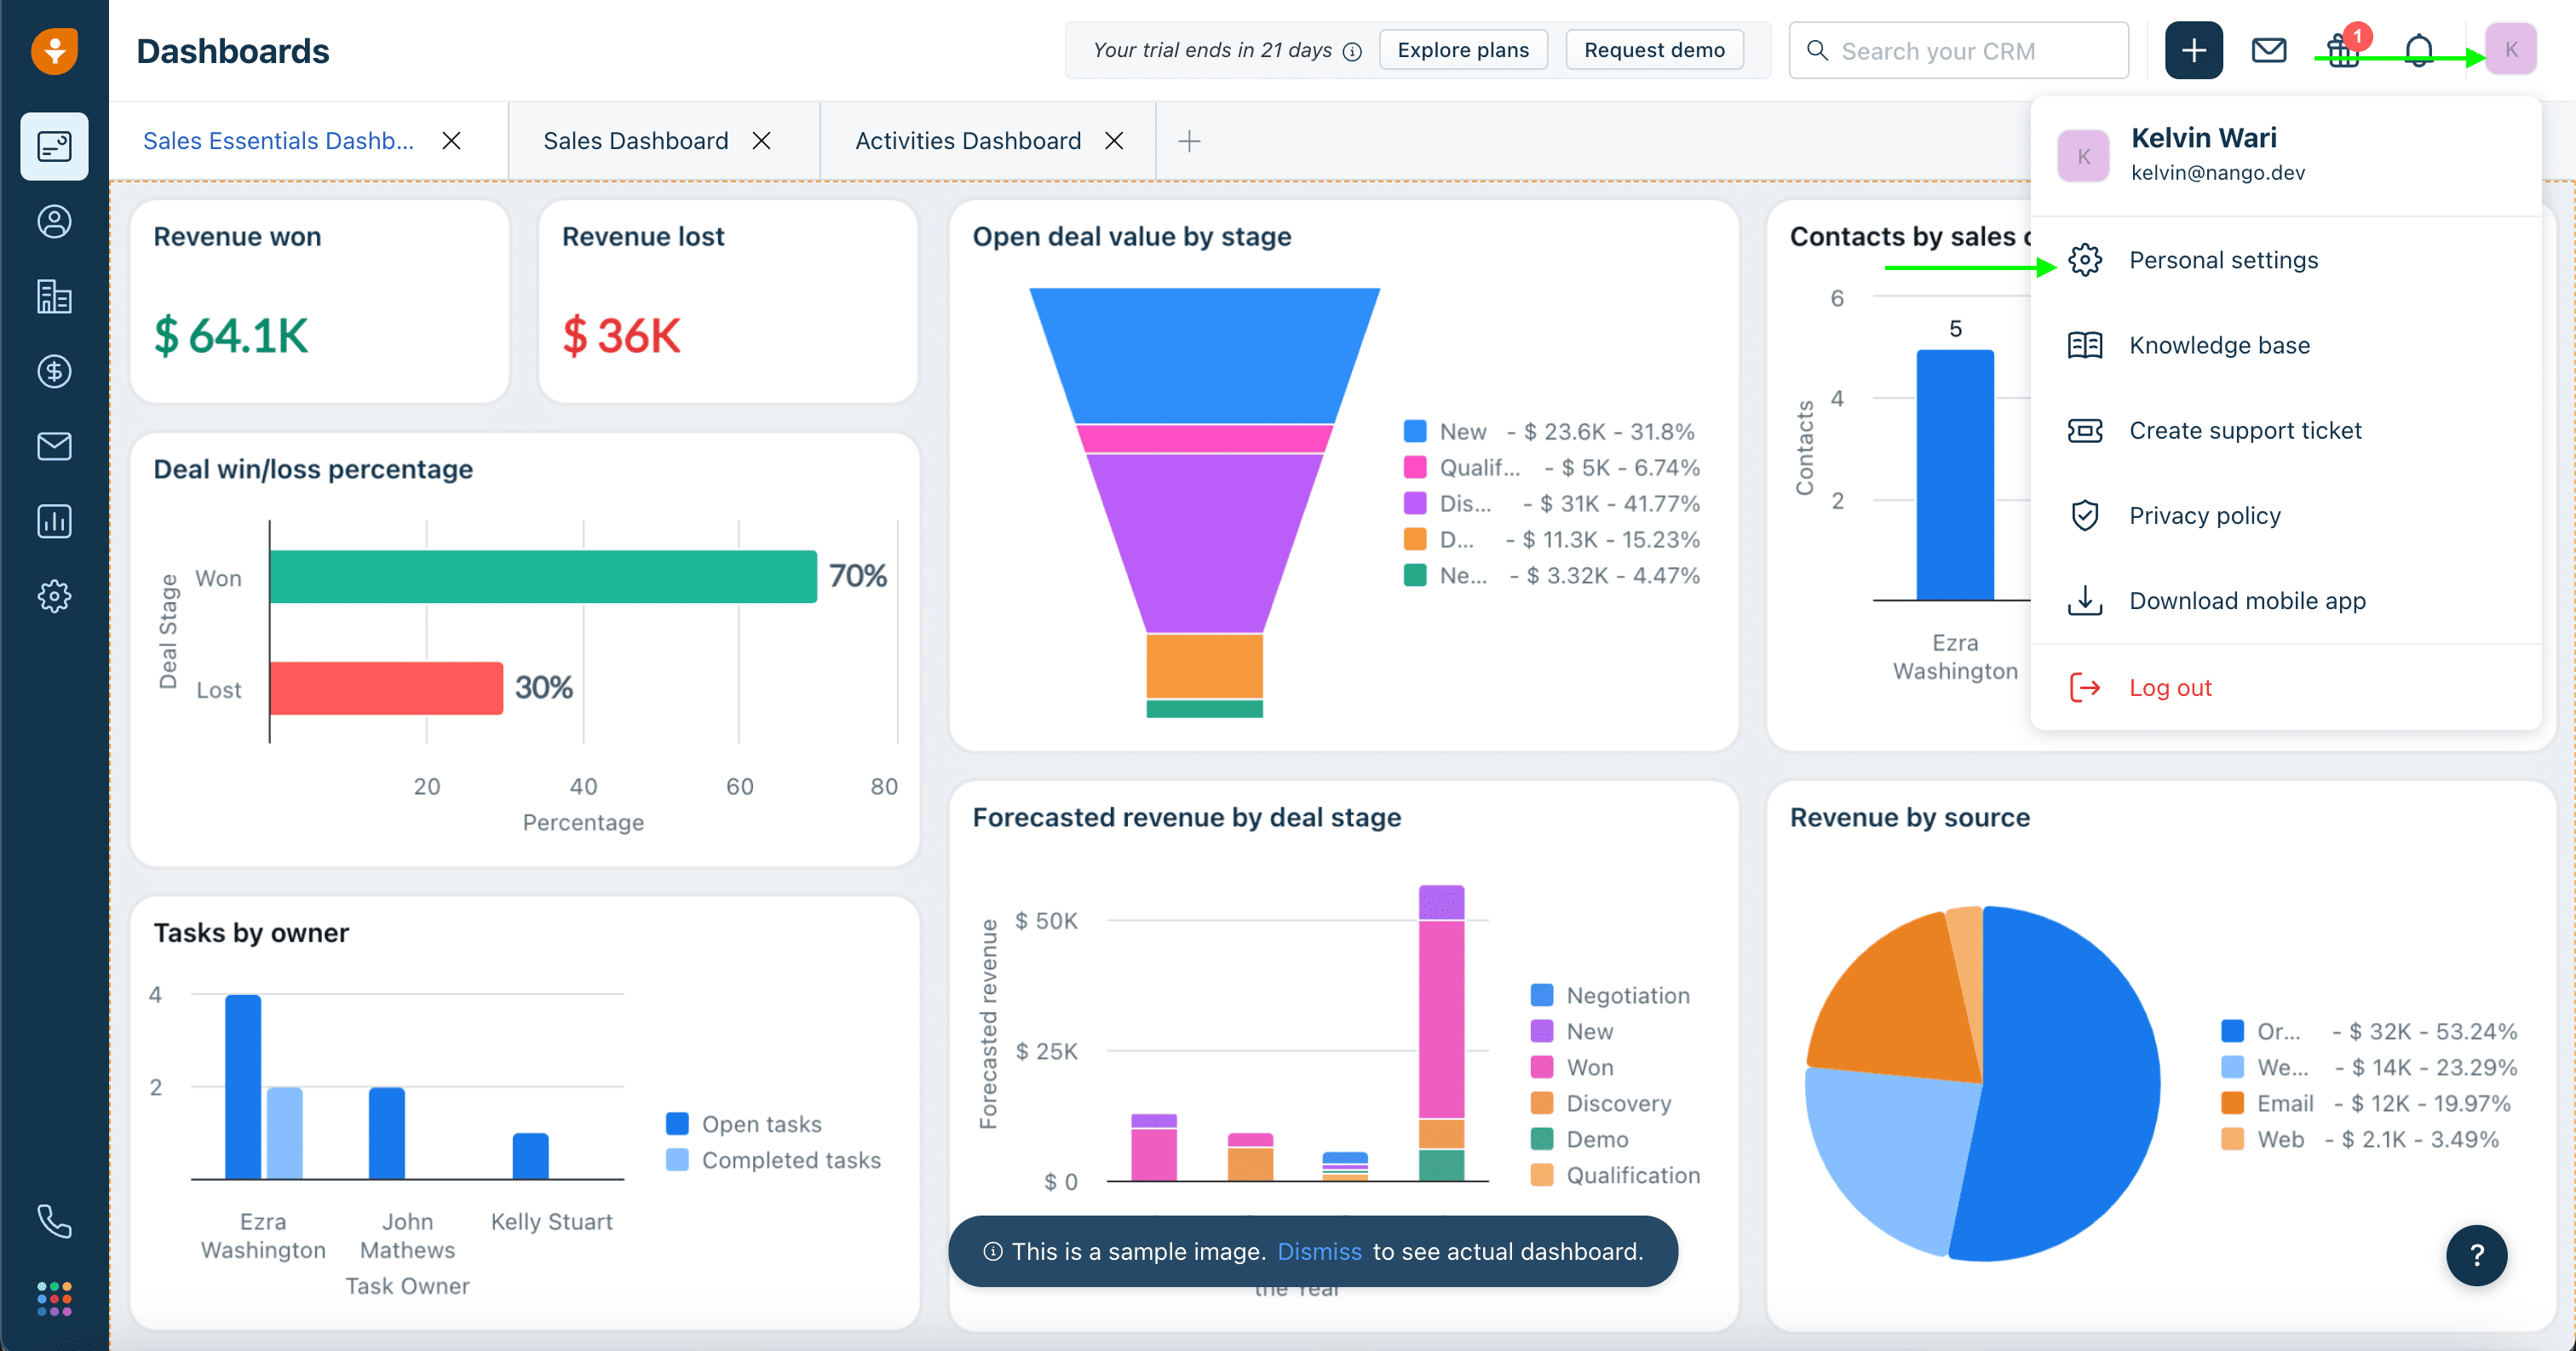 Dashboards
Your trial ends in 21 days
Explore plans
Request demo
Search your CRM
1
K
Sales Essentials Dashb...
Sales Dashboard
Activities Dashboard
K
Kelvin Wari
kelvin@nango.dev
Personal settings
Knowledge base
Create support ticket
Privacy policy
Download mobile app
Log out
Revenue won
$ 64.1K
Revenue lost
$ 36K
Deal win/loss percentage
Deal Stage
Won
70%
Lost
30%
20 40 60 80
Percentage
Tasks by owner
4
2
Open tasks
Completed tasks
Ezra
Washington
John
Mathews
Kelly Stuart
Task Owner
Open deal value by stage
New - $ 23.6K - 31.8%
Qualif... - $ 5K - 6.74%
Dis... - $ 31K - 41.77%
D... - $ 11.3K - 15.23%
Ne... - $ 3.32K - 4.47%
Forecasted revenue by deal stage
Forecasted revenue
$ 50K
$ 25K
$ 0
Negotiation
New
Won
Discovery
Demo
Qualification
the Year
This is a sample image. Dismiss to see actual dashboard.
Contacts by sales
Contacts
6
4
2
5
Ezra
Washington
Revenue by source
Or... - $ 32K - 53.24%
We... - $ 14K - 23.29%
Email - $ 12K - 19.97%
Web - $ 2.1K - 3.49%
?